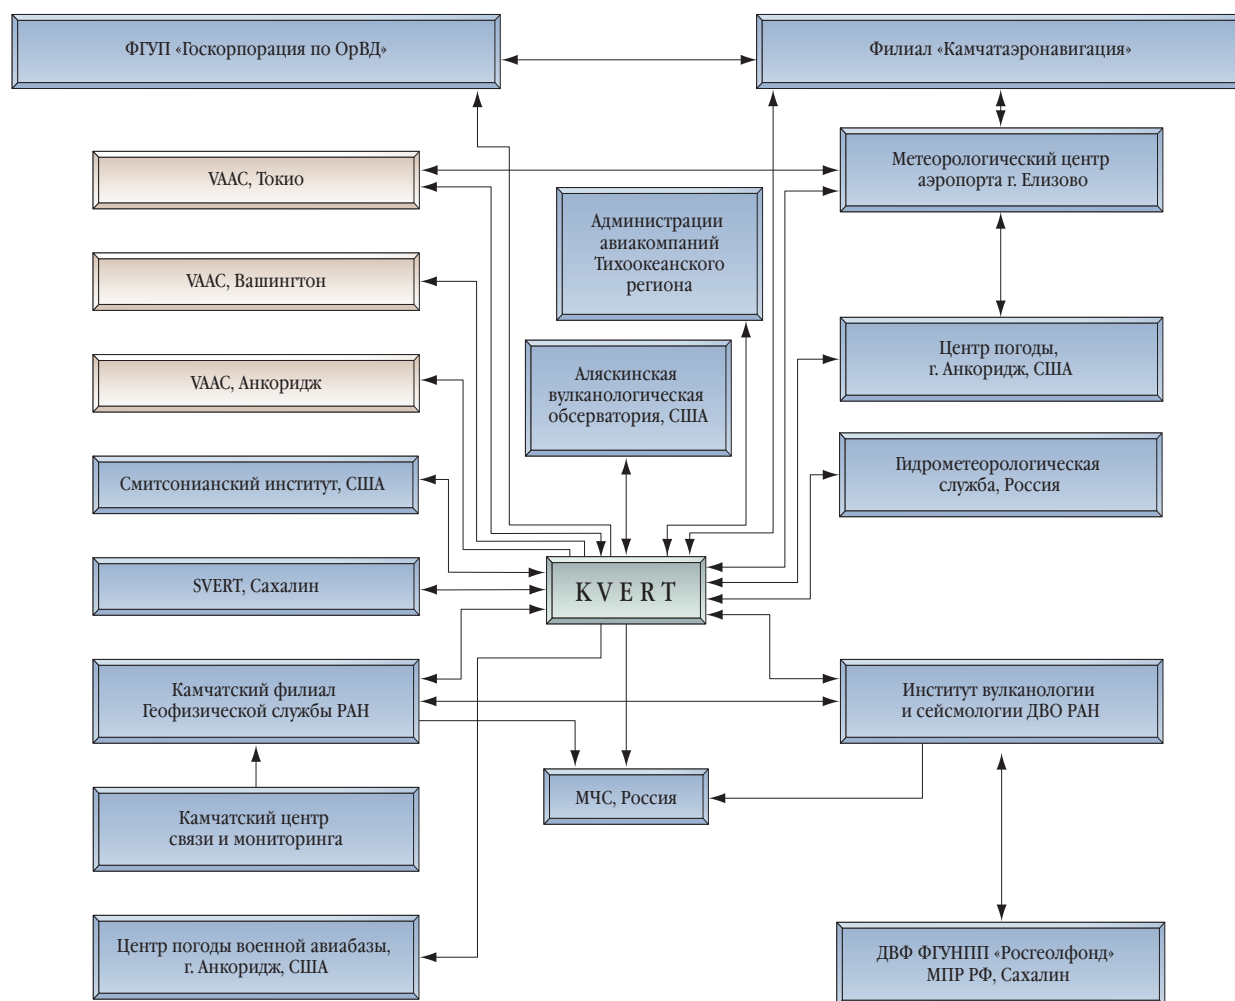 ФГУП «Госкорпорация по ОрВД»
Филиал «Камчатаэронавигация»
VAAC, Токио
Метеорологический центр
аэропорта г. Елизово
Администрации
авиакомпаний
Тихоокеанского
региона
VAAC, Вашингтон
Центр погоды,
г. Анкоридж, США
VAAC, Анкоридж
Аляскинская
вулканологическая
обсерватория, США
Смитсонианский институт, США
Гидрометеорологическая
служба, Россия
SVERT, Сахалин
KVERT
Камчатский филиал
Геофизической службы РАН
Институт вулканологии
и сейсмологии ДВО РАН
МЧС, Россия
Камчатский центр
связи и мониторинга
Центр погоды военной авиабазы,
г. Анкоридж, США
ДВФ ФГУНПП «Росгеолфонд»
МПР РФ, Сахалин